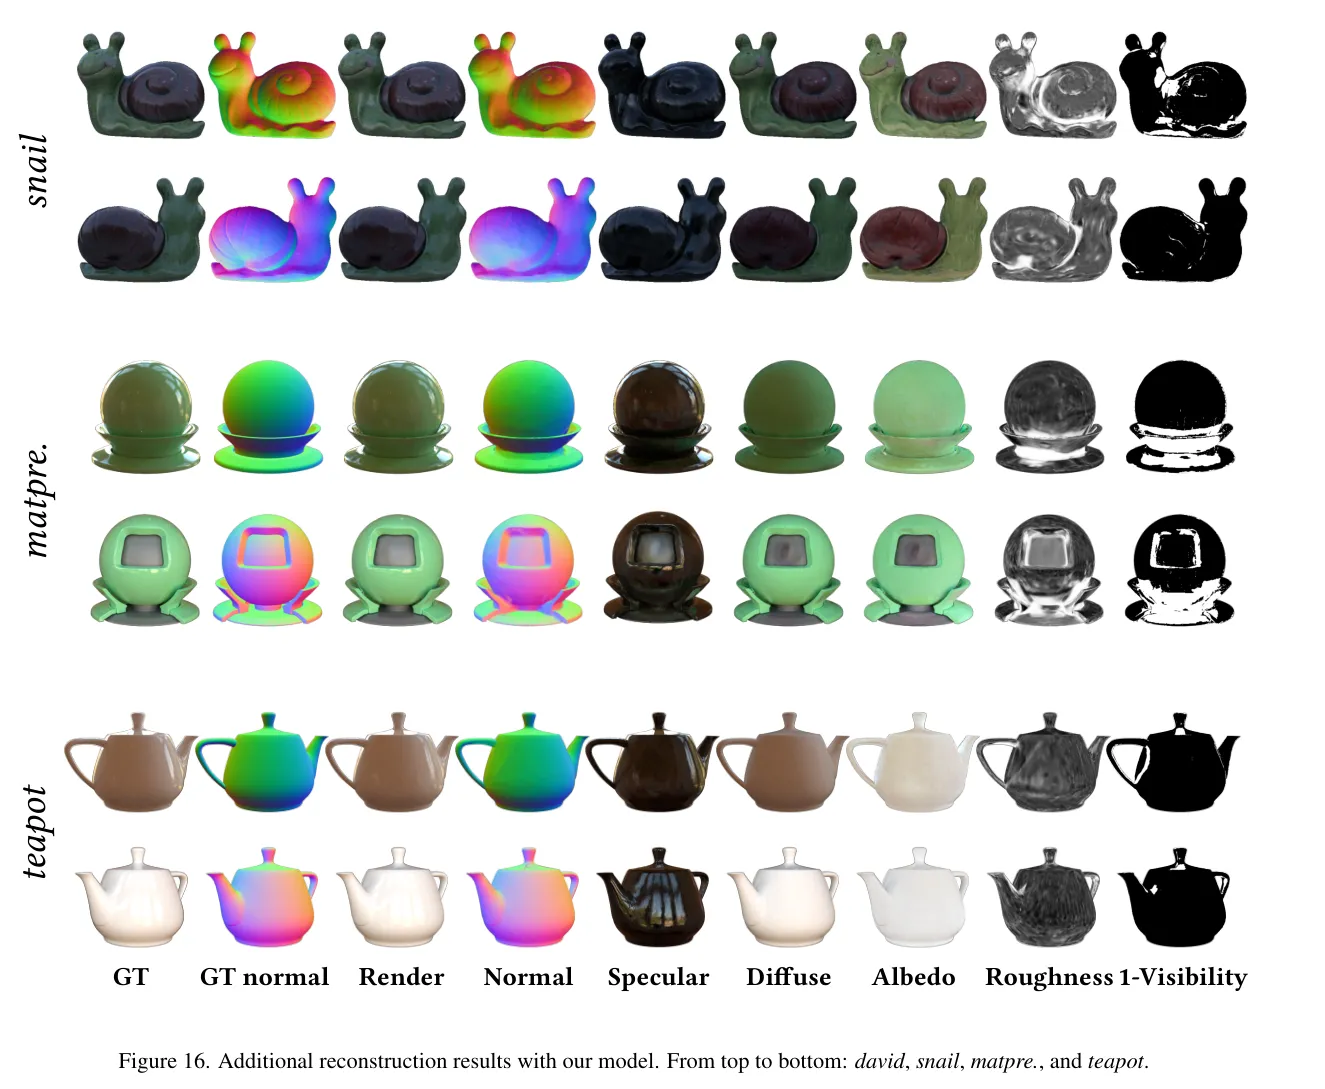 snail
matpre.
teapot
GT GT normal Render Normal Specular Diffuse Albedo Roughness 1-Visibility
Figure 16. Additional reconstruction results with our model. From top to bottom: david, snail, matpre., and teapot.